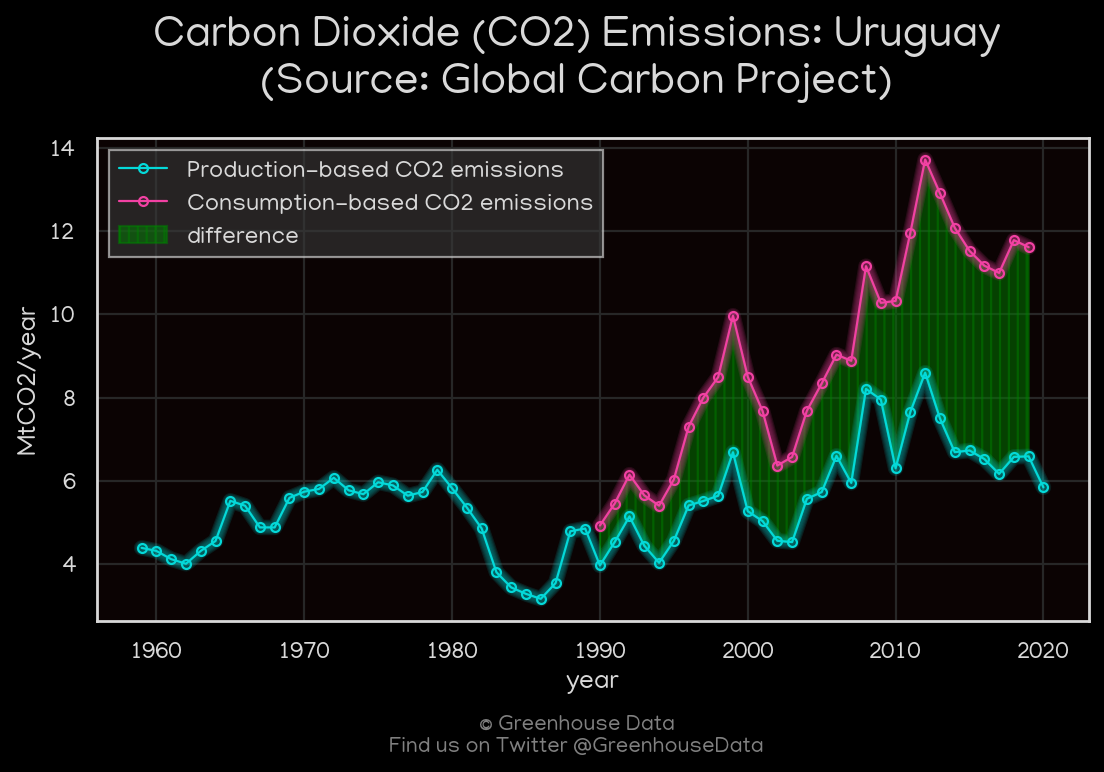 Carbon Dioxide (CO2) Emissions: Uruguay
(Source: Global Carbon Project)
14
12
10
8
6
4
MtCO2/year
Production-based CO2 emissions
Consumption-based CO2 emissions
difference
1960 1970 1980 1990 2000 2010 2020
year
© Greenhouse Data
Find us on Twitter @GreenhouseData